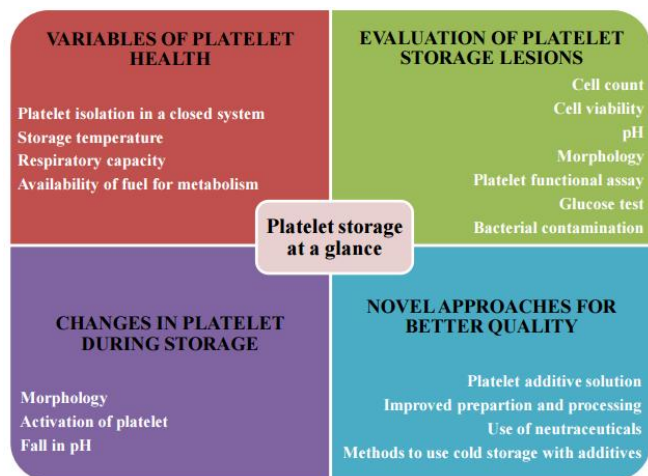 VARIABLES OF PLATELET
HEALTH
Platelet isolation in a closed system
Storage temperature
Respiratory capacity
Availability of fuel for metabolism
EVALUATION OF PLATELET
STORAGE LESIONS
Cell count
Cell viability
pH
Morphology
Platelet functional assay
Glucose test
Bacterial contamination
Platelet storage
at a glance
CHANGES IN PLATELET
DURING STORAGE
Morphology
Activation of platelet
Fall in pH
NOVEL APPROACHES FOR
BETTER QUALITY
Platelet additive solution
Improved prepartion and processing
Use of neutraceuticals
Methods to use cold storage with additives